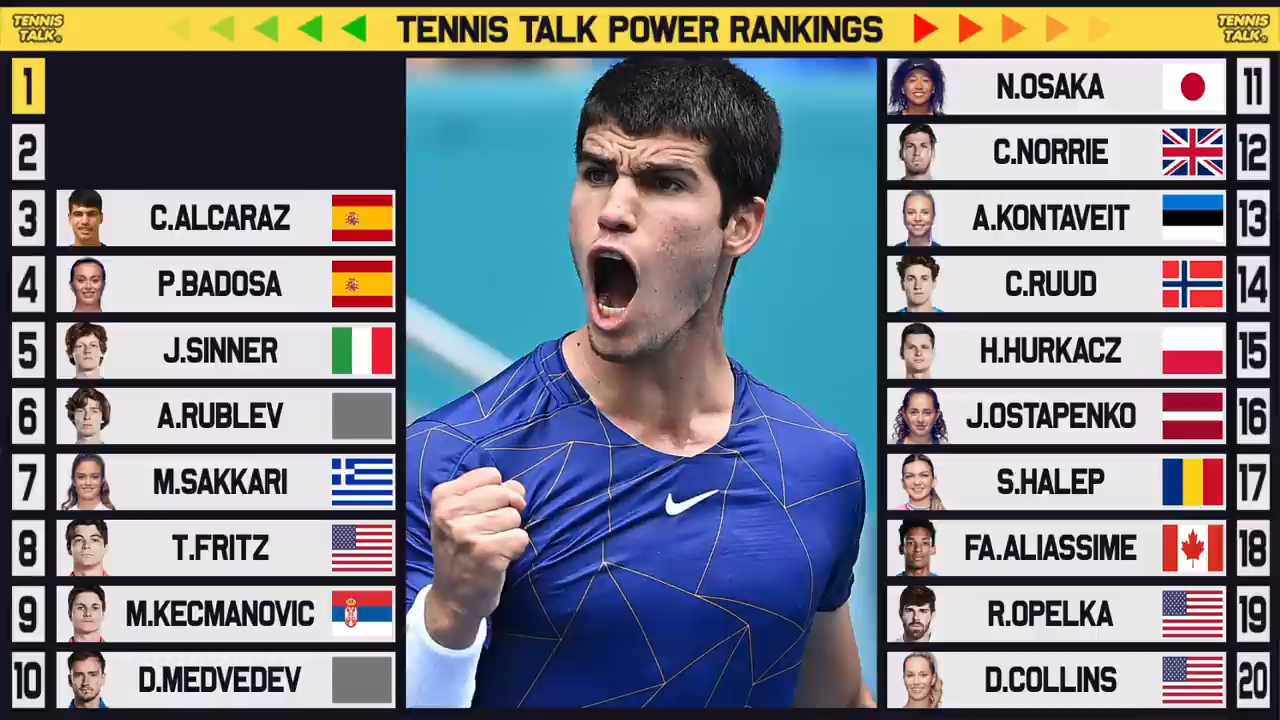 TENNIS TALK.
TENNIS TALK POWER RANKINGS
TENNIS TALK.
1
2
3 C.ALCARAZ
4 P.BADOSA
5 J.SINNER
6 A.RUBLEV
7 M.SAKKARI
8 T.FRITZ
9 M.KECMANOVIC
10 D.MEDVEDEV
N.OSAKA 11
C.NORRIE 12
A.KONTAVEIT 13
C.RUUD 14
H.HURKACZ 15
J.OSTAPENKO 16
S.HALEP 17
FA.ALIASSIME 18
R.OPELKA 19
D.COLLINS 20